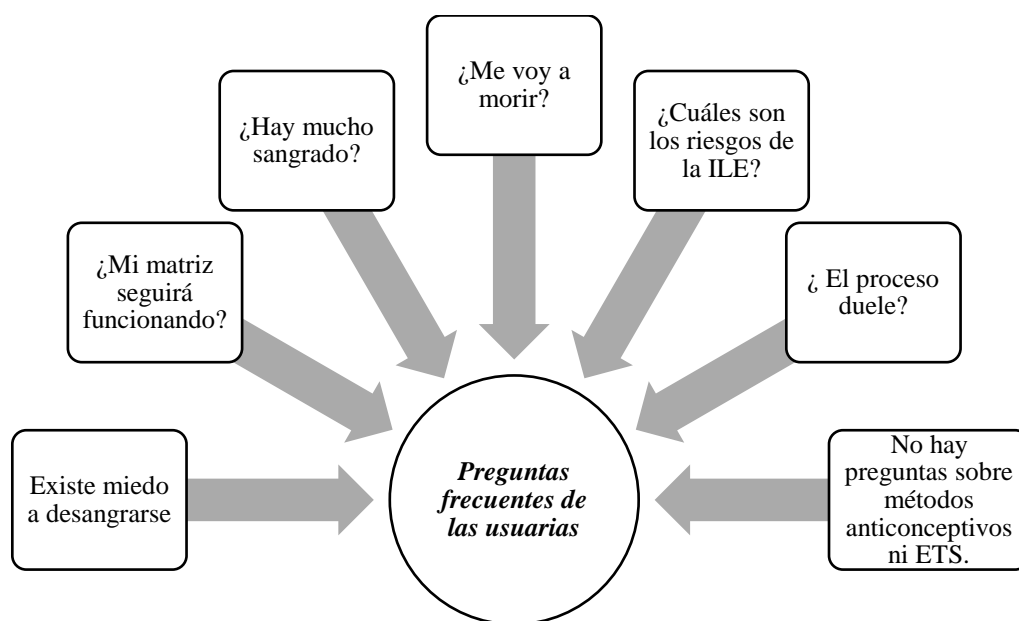 ¿Me voy a
morir?
¿Hay mucho
sangrado?
¿Cuáles son
los riesgos de
la ILE?
¿Mi matriz
seguirá
funcionando?
¿ El proceso
duele?
Existe miedo
a desangrarse
Preguntas
frecuentes de
las usuarias
No hay
preguntas sobre
métodos
anticonceptivos
ni ETS.